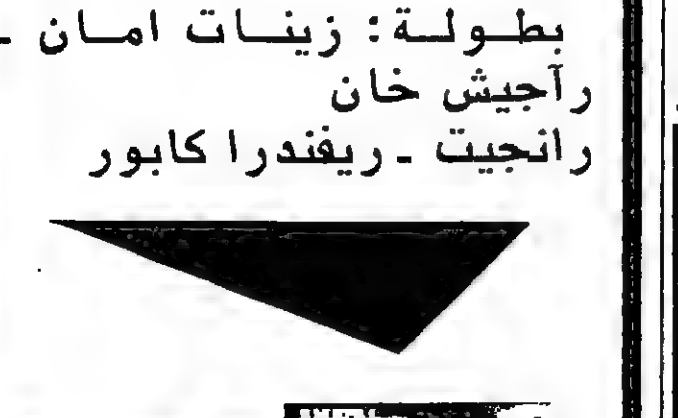 بطولة: زينات امان ـ
رآجيش خان
رانجيت ـ ريفندرا كابور